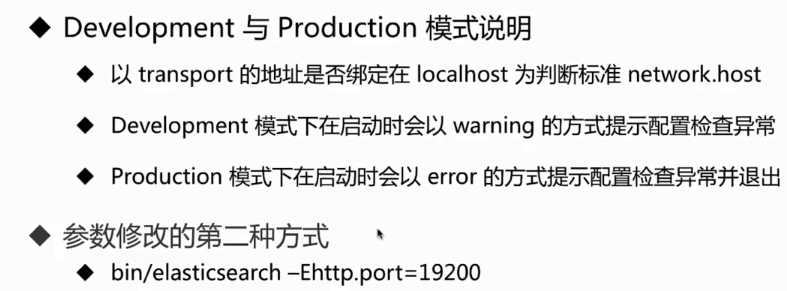 ◆ Development 与 Production 模式说明
◆ 以 transport 的地址是否绑定在 localhost 为判断标准 network.host
◆ Development 模式下在启动时会以 warning 的方式提示配置检查异常
◆ Production 模式下在启动时会以 error 的方式提示配置检查异常并退出
◆ 参数修改的第二种方式
◆ bin/elasticsearch –Ehttp.port=19200